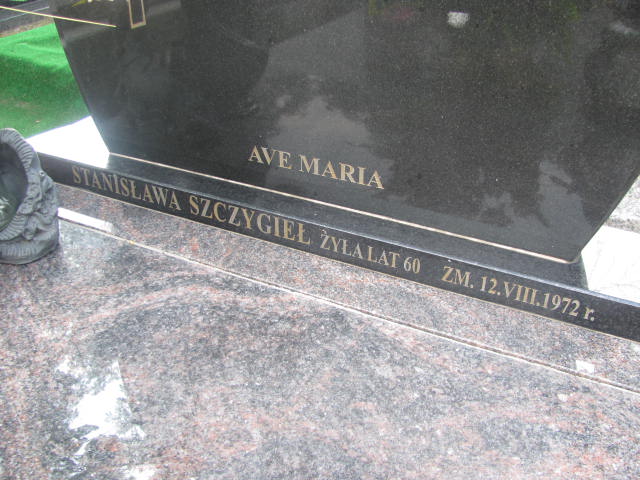 AVE MARIA
STANISŁAWA SZCZYGIEŁ ŻYŁA LAT 60 ZM. 12.VIII.1972 r.